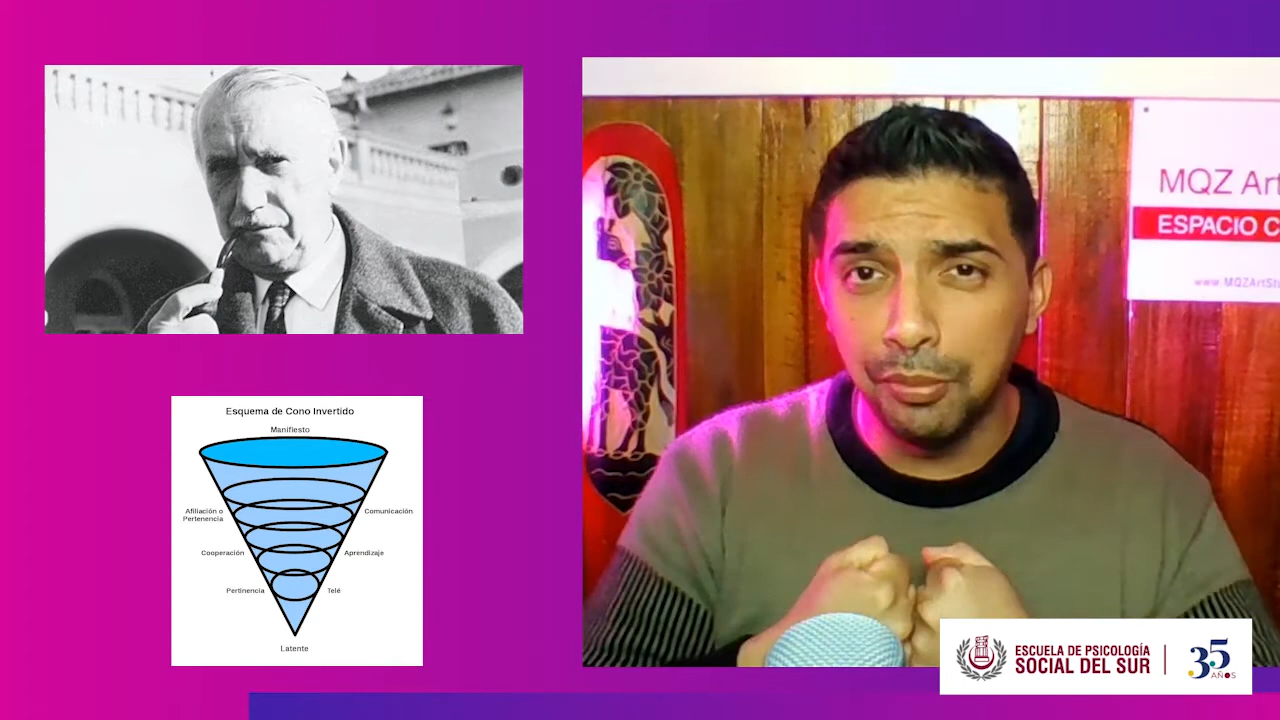 Esquema de Cono Invertido
Manifiesto
Afiliación o
Pertenencia
Comunicación
Cooperación
Aprendizaje
Pertinencia
Telé
Latente
MQZ Art
ESPACIO C
www.MQZArtSt
ESCUELA DE PSICOLOGÍA
SOCIAL DEL SUR
35
AÑOS